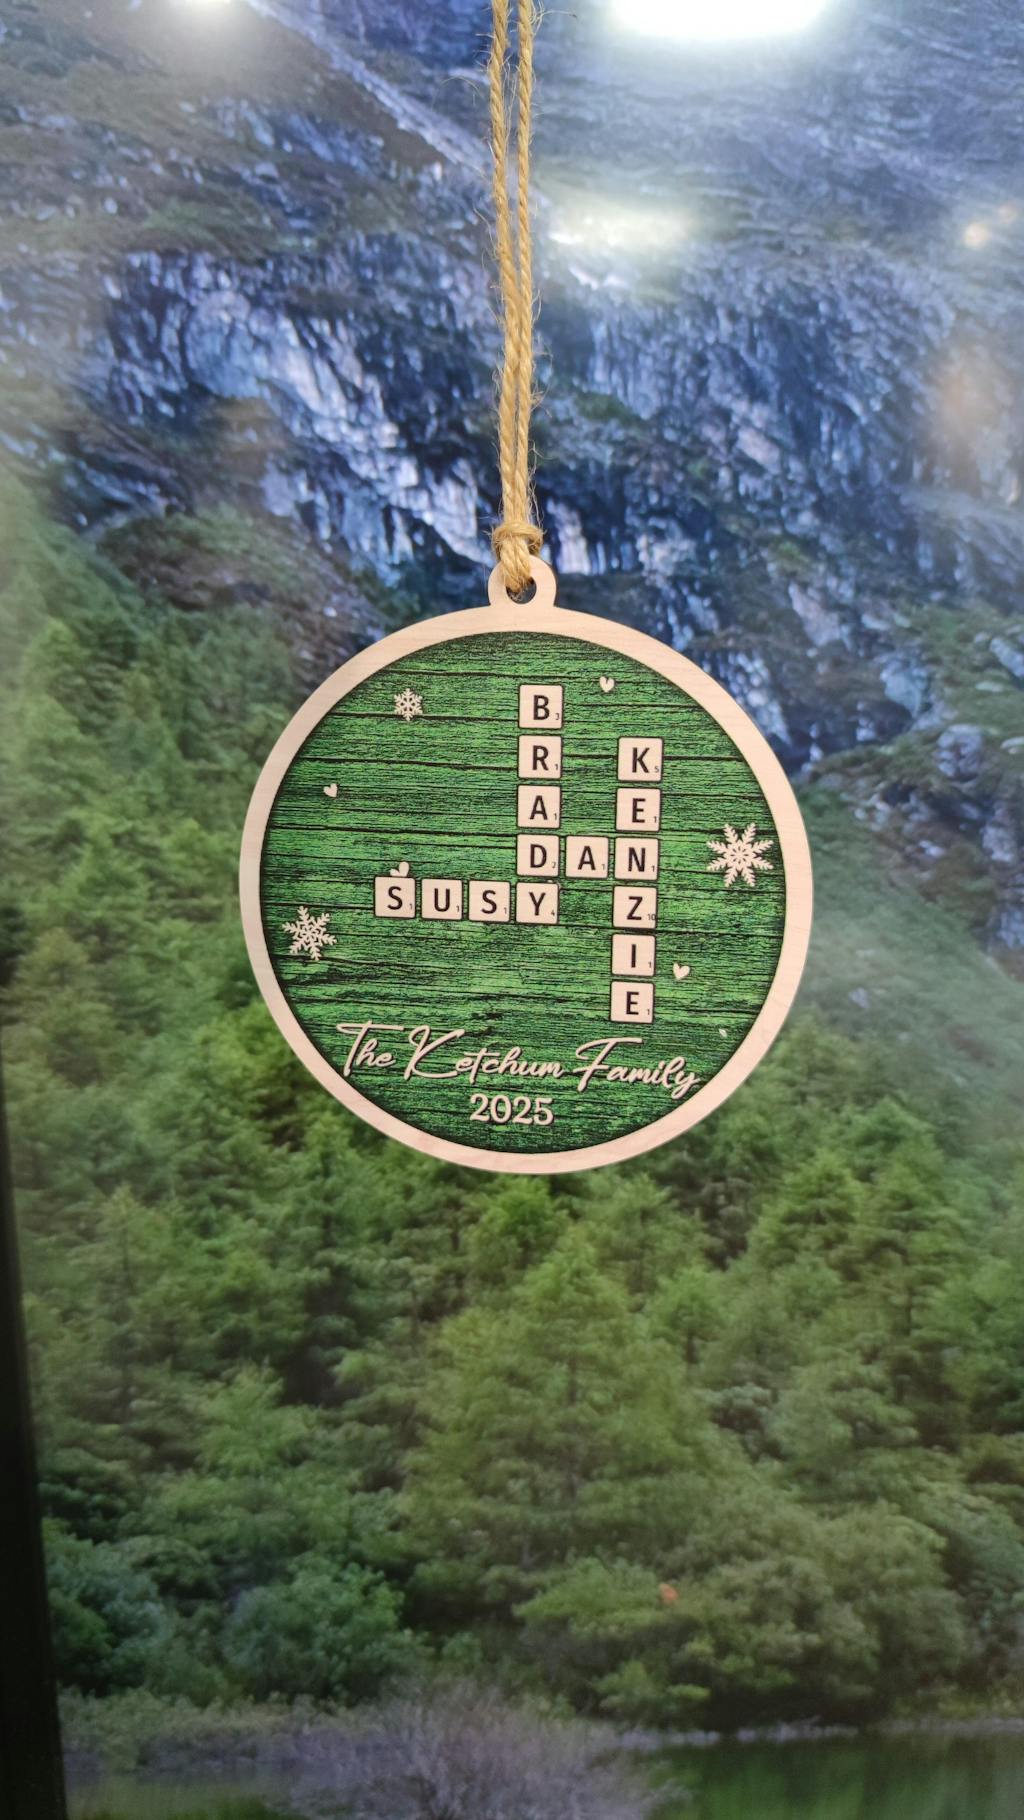 BRADY
KENZIE
DAN
SUSY
The Ketchum Family
2025